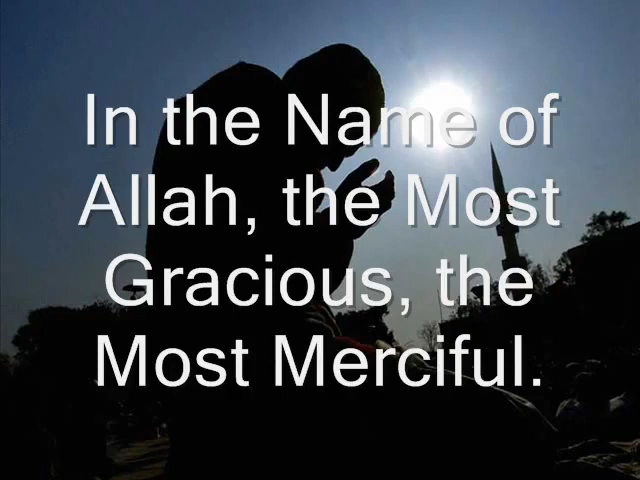 In the Name of
Allah, the Most
Gracious, the
Most Merciful.